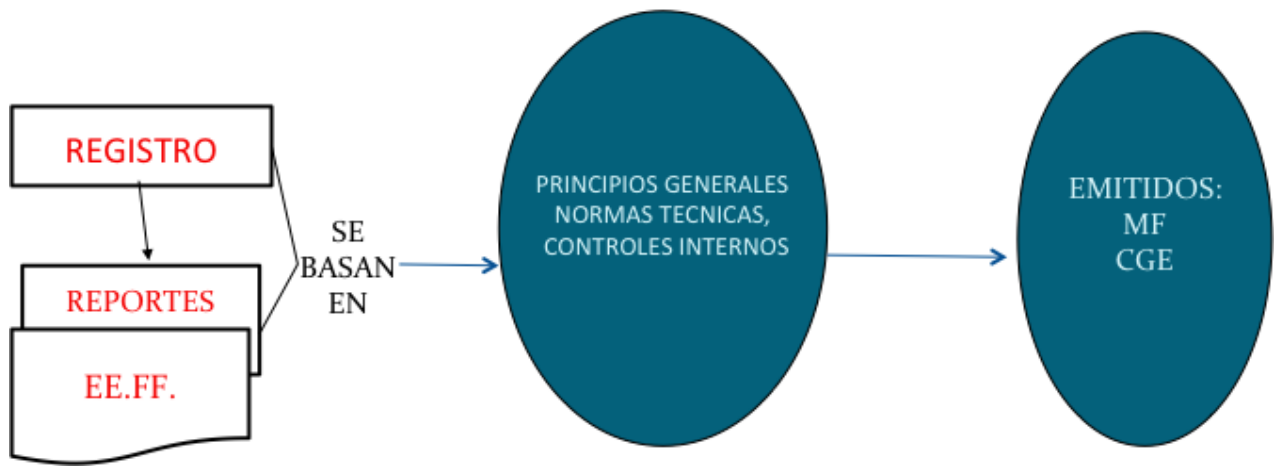 REGISTRO
REPORTES
EE.FF.
SE
BASAN
EN
PRINCIPIOS GENERALES
NORMAS TECNICAS,
CONTROLES INTERNOS
EMITIDOS:
MF
CGE